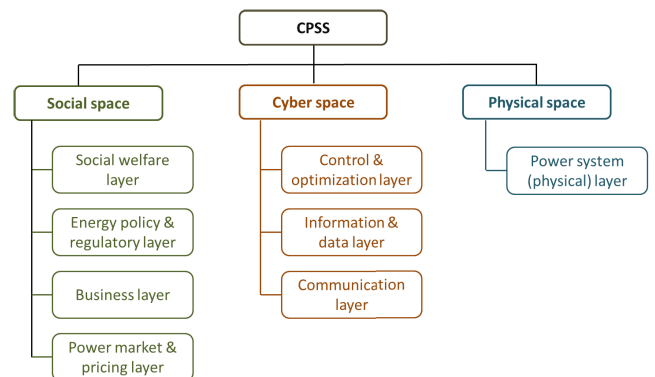 CPSS
Social space
Cyber space
Physical space
Social welfare
layer
Energy policy &
regulatory layer
Business layer
Power market &
pricing layer
Control &
optimization layer
Information &
data layer
Communication
layer
Power system
(physical) layer